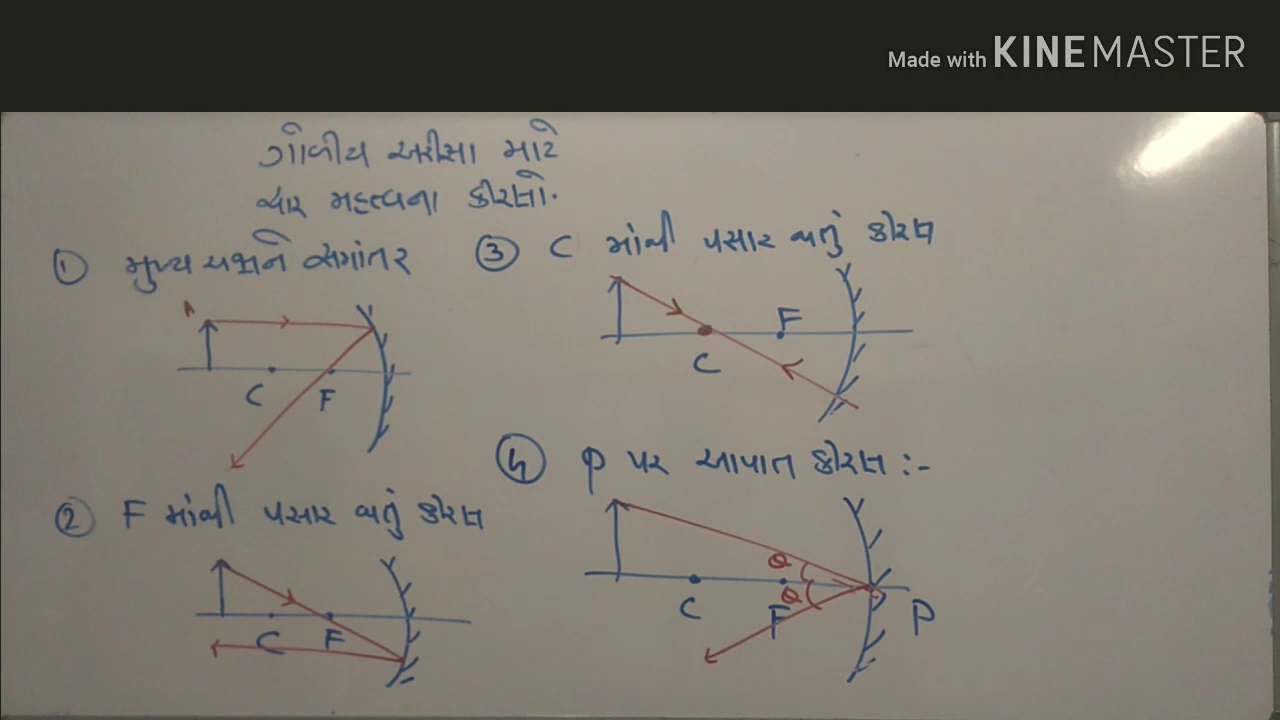 Made with KINEMASTER
ગોળીય અરીસા માટે
ચાર મહત્વના કીરણો.
① મુખ્ય અક્ષને સમાંતર
A
C F
② F માંથી પસાર થતું કીરણ
C F
③ C માંથી પસાર થતું કીરણ
F
C
④ P પર આપાત કીરણ :-
θ
θ
C F P